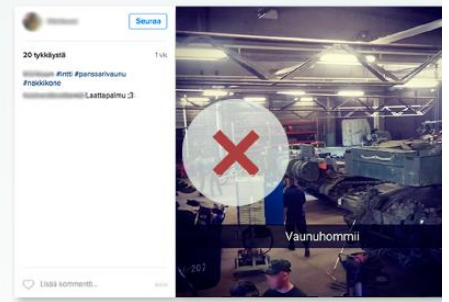 Seuraa
20 tykkäystä
1 vk
#intti #panssarivaunu
#nakkikone
Laattapalmu ;3
Vaunuhommii
207
Lisää kommentti...